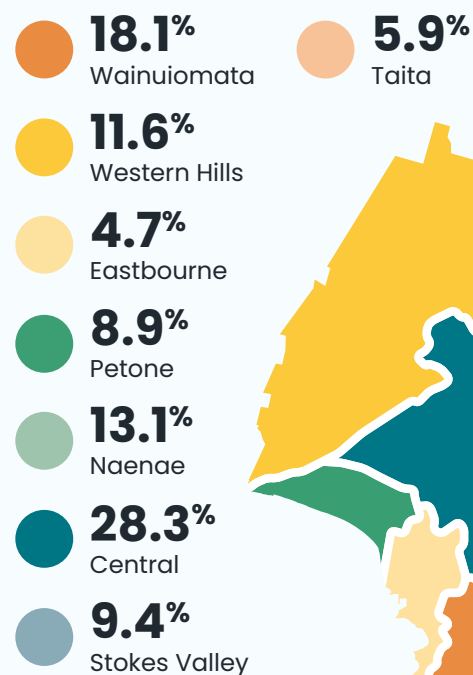 18.1%
Wainuiomata
5.9%
Taita
11.6%
Western Hills
4.7%
Eastbourne
8.9%
Petone
13.1%
Naenae
28.3%
Central
9.4%
Stokes Valley